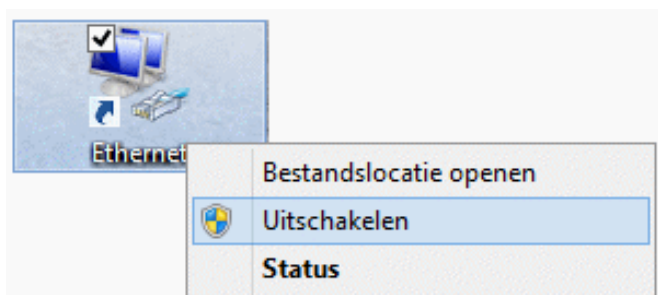 Ethernet
Bestandslocatie openen
Uitschakelen
Status